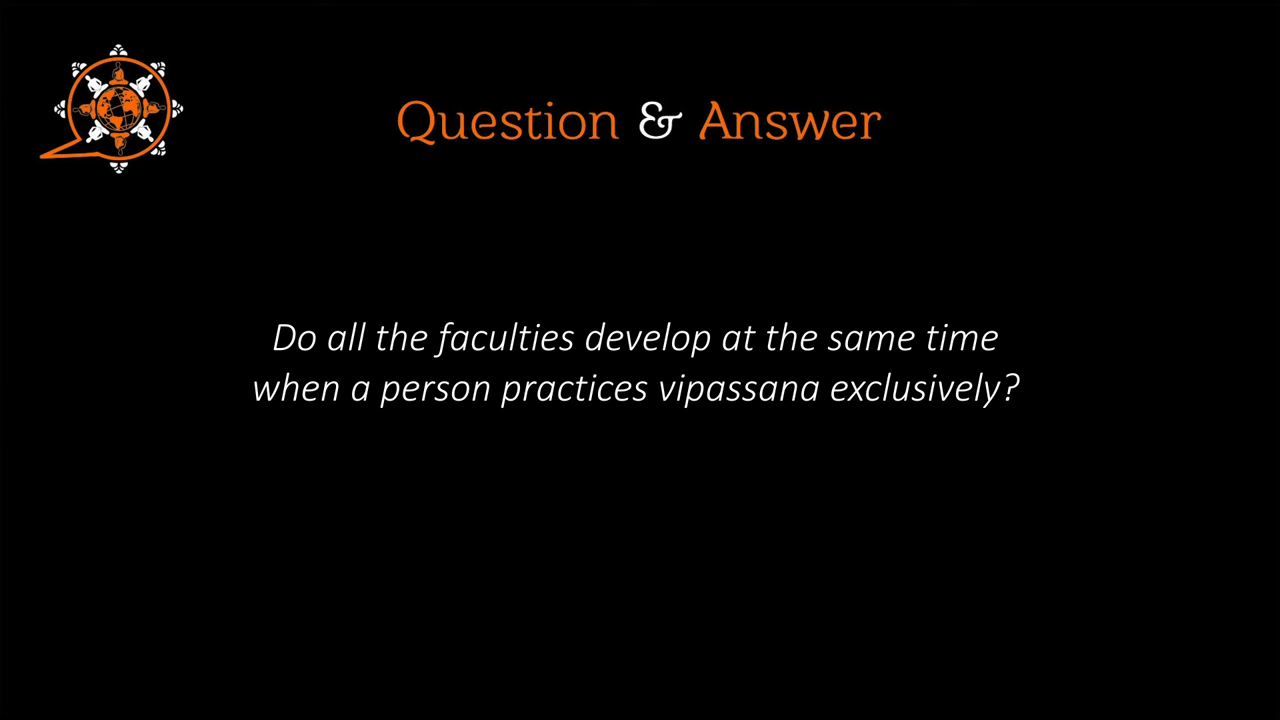 Question & Answer
Do all the faculties develop at the same time
when a person practices vipassana exclusively?